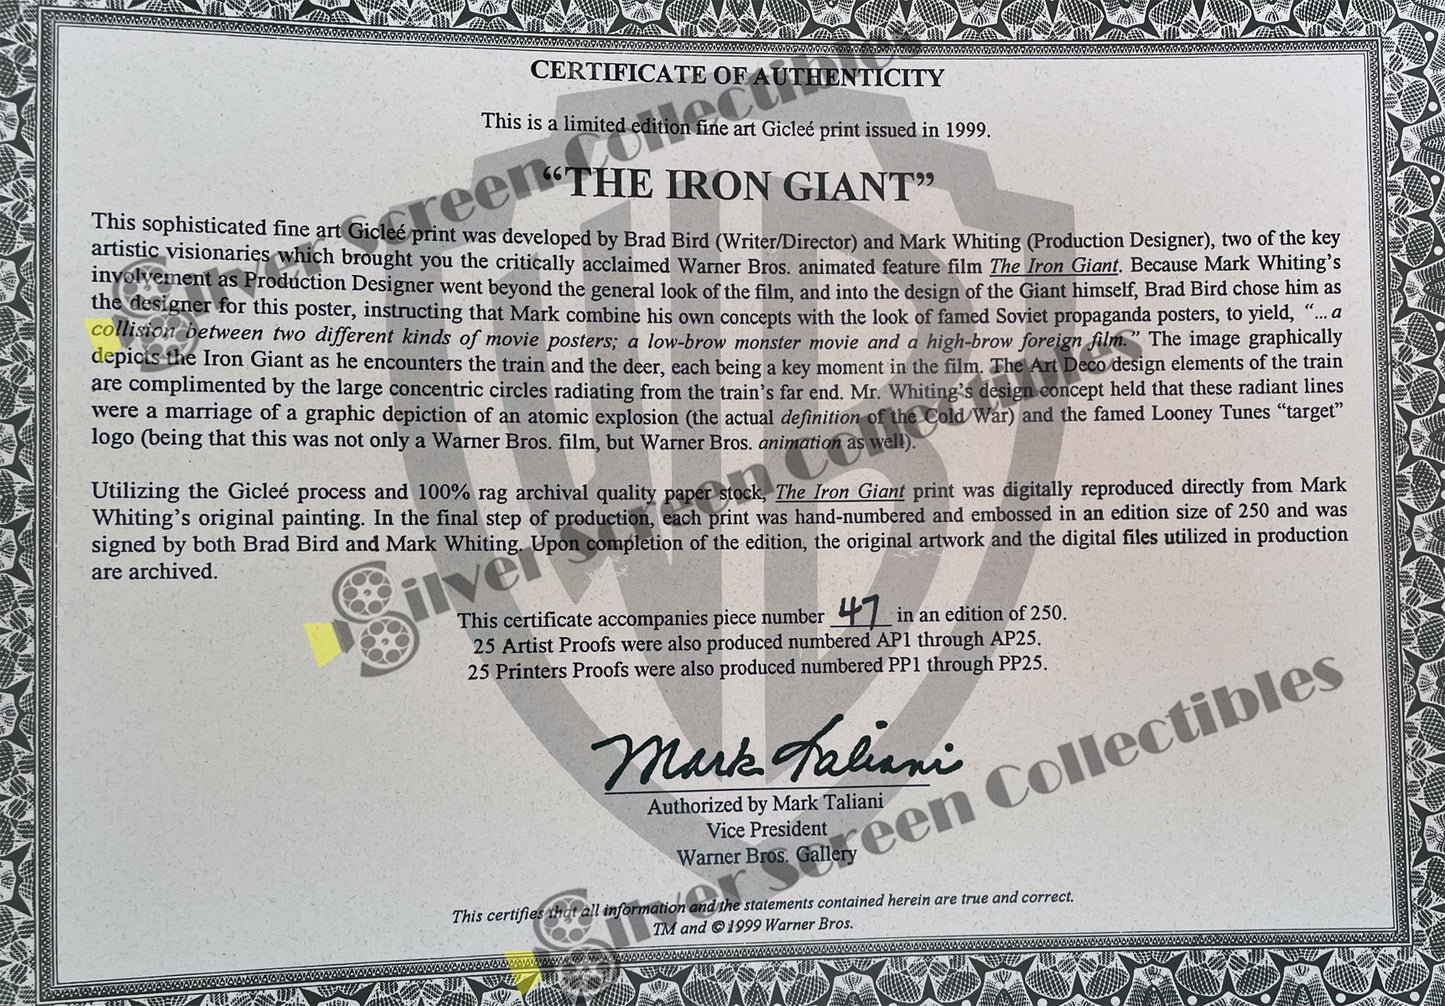 CERTIFICATE OF AUTHENTICITY
This is a limited edition fine art Gicleé print issued in 1999.
“THE IRON GIANT”
This sophisticated fine art Gicleé print was developed by Brad Bird (Writer/Director) and Mark Whiting (Production Designer), two of the key
artistic visionaries which brought you the critically acclaimed Warner Bros. animated feature film The Iron Giant. Because Mark Whiting’s
involvement as Production Designer went beyond the general look of the film, and into the design of the Giant himself, Brad Bird chose him as
the designer for this poster, instructing that Mark combine his own concepts with the look of famed Soviet propaganda posters, to yield, “...a
collision between two different kinds of movie posters; a low-brow monster movie and a high-brow foreign film.” The image graphically
depicts the Iron Giant as he encounters the train and the deer, each being a key moment in the film. The Art Deco design elements of the train
are complimented by the large concentric circles radiating from the train’s far end. Mr. Whiting’s design concept held that these radiant lines
were a marriage of a graphic depiction of an atomic explosion (the actual definition of the Cold War) and the famed Looney Tunes “target”
logo (being that this was not only a Warner Bros. film, but Warner Bros. animation as well).
Utilizing the Gicleé process and 100% rag archival quality paper stock, The Iron Giant print was digitally reproduced directly from Mark
Whiting’s original painting. In the final step of production, each print was hand-numbered and embossed in an edition size of 250 and was
signed by both Brad Bird and Mark Whiting. Upon completion of the edition, the original artwork and the digital files utilized in production
are archived.
This certificate accompanies piece number 47 in an edition of 250.
25 Artist Proofs were also produced numbered AP1 through AP25.
25 Printers Proofs were also produced numbered PP1 through PP25.
Mark Taliani
Authorized by Mark Taliani
Vice President
Warner Bros. Gallery
This certifies that all information and the statements contained herein are true and correct.
TM and © 1999 Warner Bros.
WB
Silver Screen Collectibles
Silver Screen Collectibles
Silver Screen Collectibles